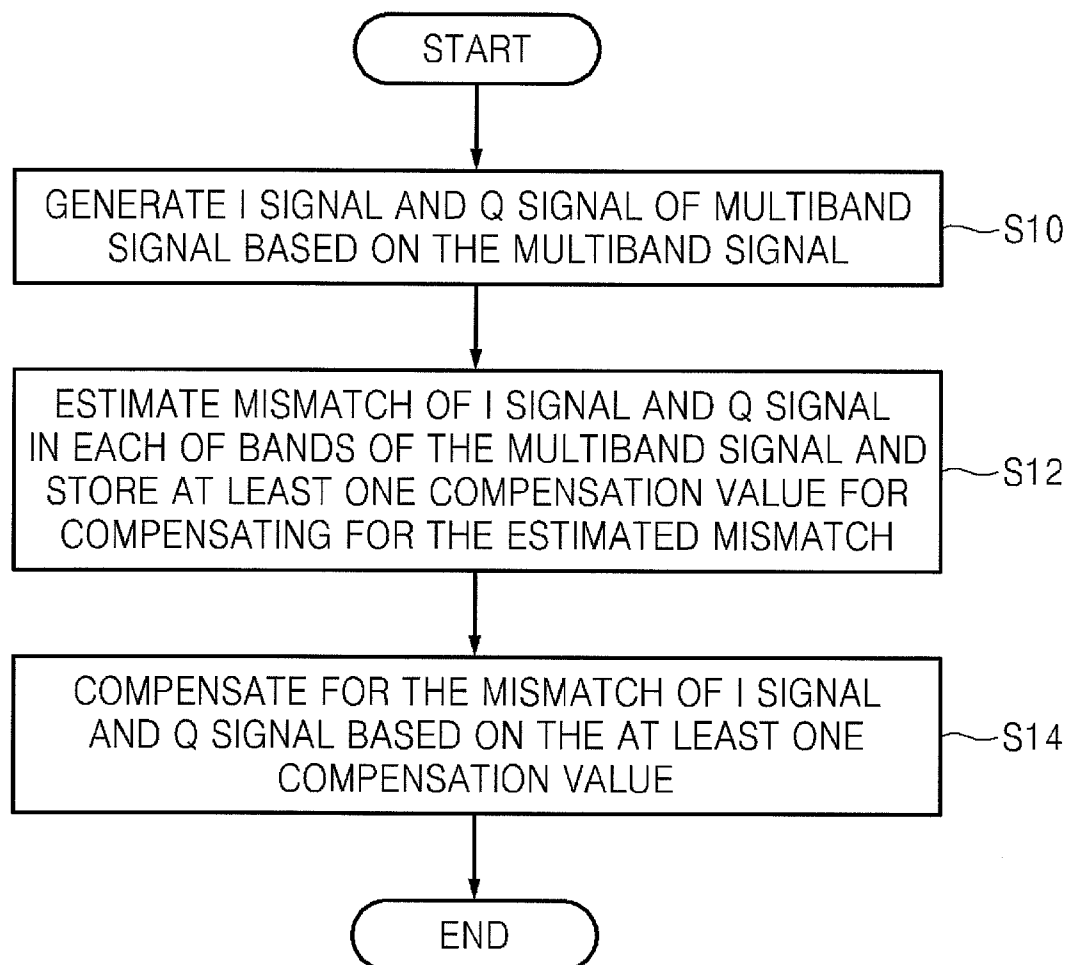 START
GENERATE I SIGNAL AND Q SIGNAL OF MULTIBAND
SIGNAL BASED ON THE MULTIBAND SIGNAL
S10
ESTIMATE MISMATCH OF I SIGNAL AND Q SIGNAL
IN EACH OF BANDS OF THE MULTIBAND SIGNAL AND
STORE AT LEAST ONE COMPENSATION VALUE FOR
COMPENSATING FOR THE ESTIMATED MISMATCH
S12
COMPENSATE FOR THE MISMATCH OF I SIGNAL
AND Q SIGNAL BASED ON THE AT LEAST ONE
COMPENSATION VALUE
S14
END